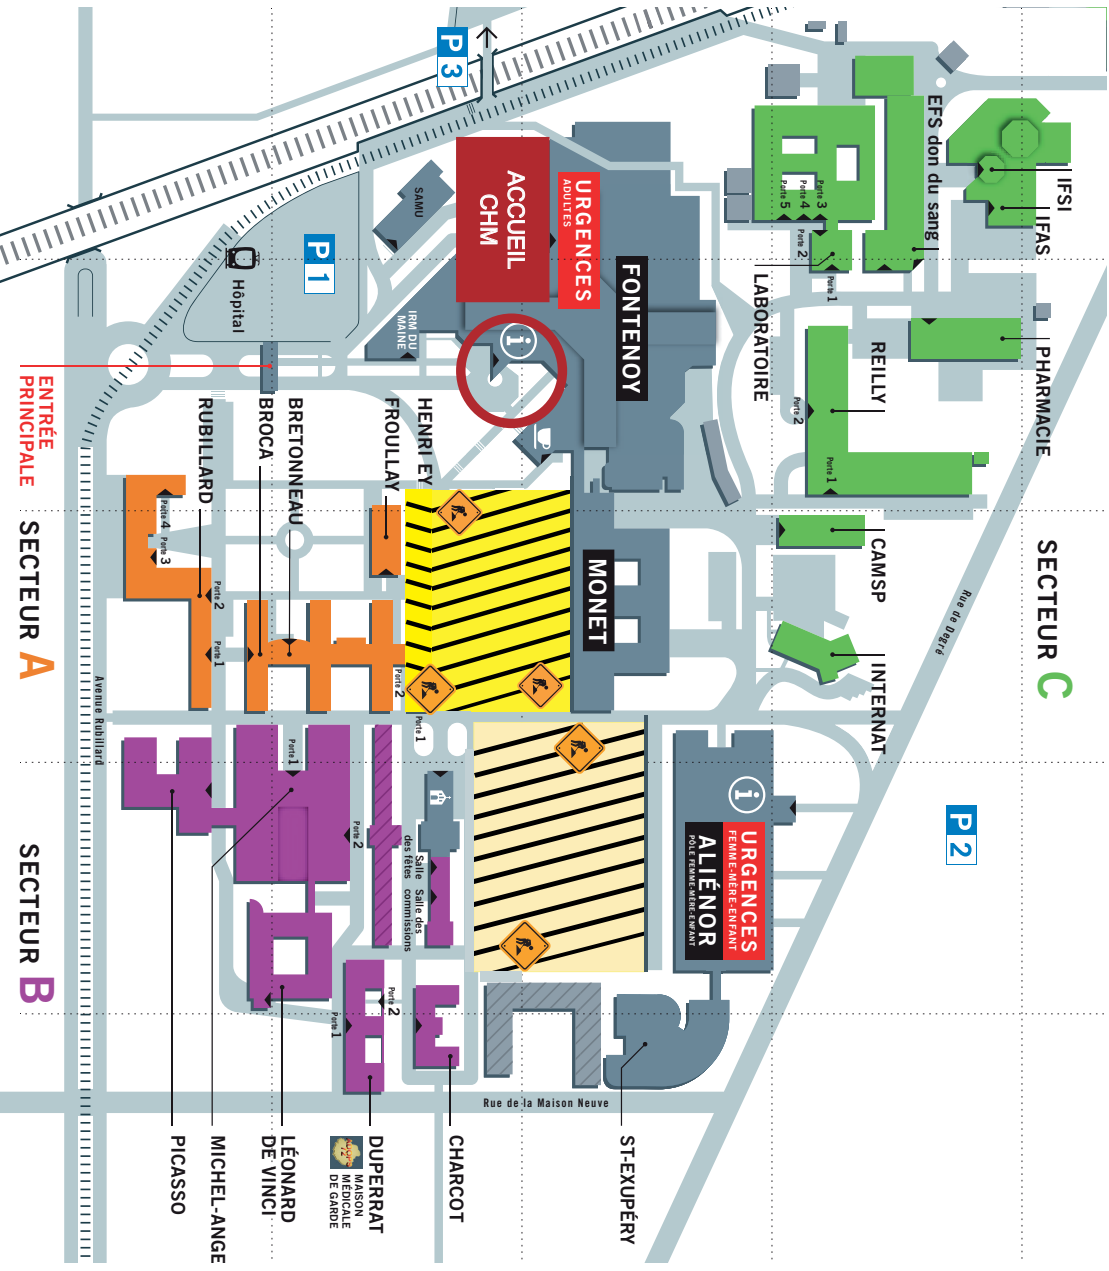 P 3
P 1
P 2
SAMU
ACCUEIL
CHM
URGENCES
ADULTES
FONTENOY
IRM DU
MAINE
Hôpital
ENTRÉE
PRINCIPALE
EFS don du sang
IFSI
IFAS
Porte 3
Porte 4
Porte 5
Porte 2
Porte 1
LABORATOIRE
PHARMACIE
REILLY
Porte 2
Porte 1
CAMSP
INTERNAT
SECTEUR C
Rue de Degré
HENRI EY
FROULLAY
BRETONNEAU
BROCA
RUBILLARD
Porte 4
Porte 3
Porte 2
Porte 1
Porte 2
Porte 1
SECTEUR A
MONET
Avenue Rubillard
URGENCES
FEMME-MÈRE-ENFANT
ALIÉNOR
PÔLE FEMME-MÈRE-ENFANT
Porte 1
Porte 2
Salle
des fêtes
Salle des
commissions
Porte 2
Porte 1
SECTEUR B
Rue de la Maison Neuve
ST-EXUPÉRY
CHARCOT
DUPERRAT
MAISON
MÉDICALE
DE GARDE
LÉONARD
DE VINCI
MICHEL-ANGE
PICASSO